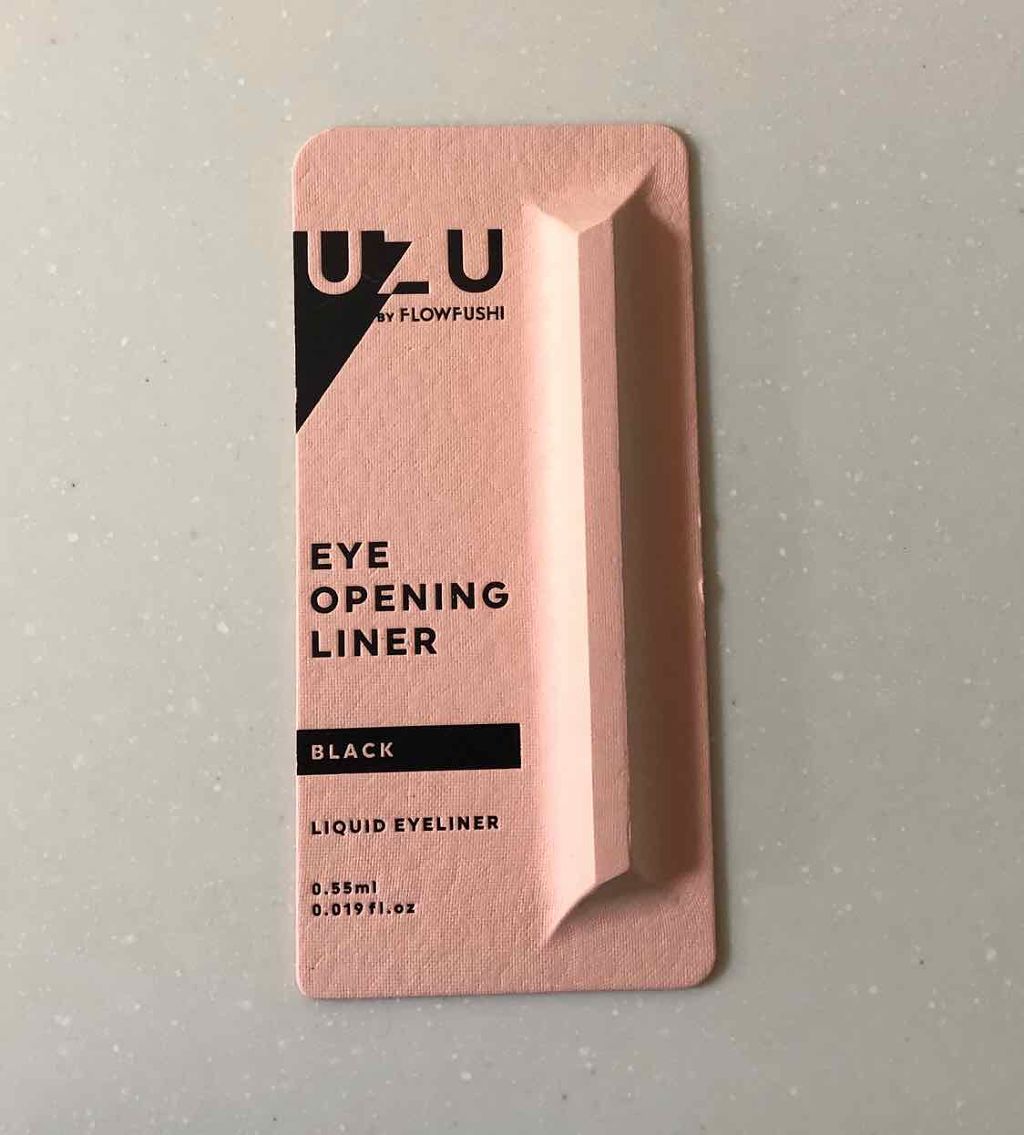 UZU
BY FLOWFUSHI
EYE
OPENING
LINER
BLACK
LIQUID EYELINER
0.55ml
0.019 fl.oz